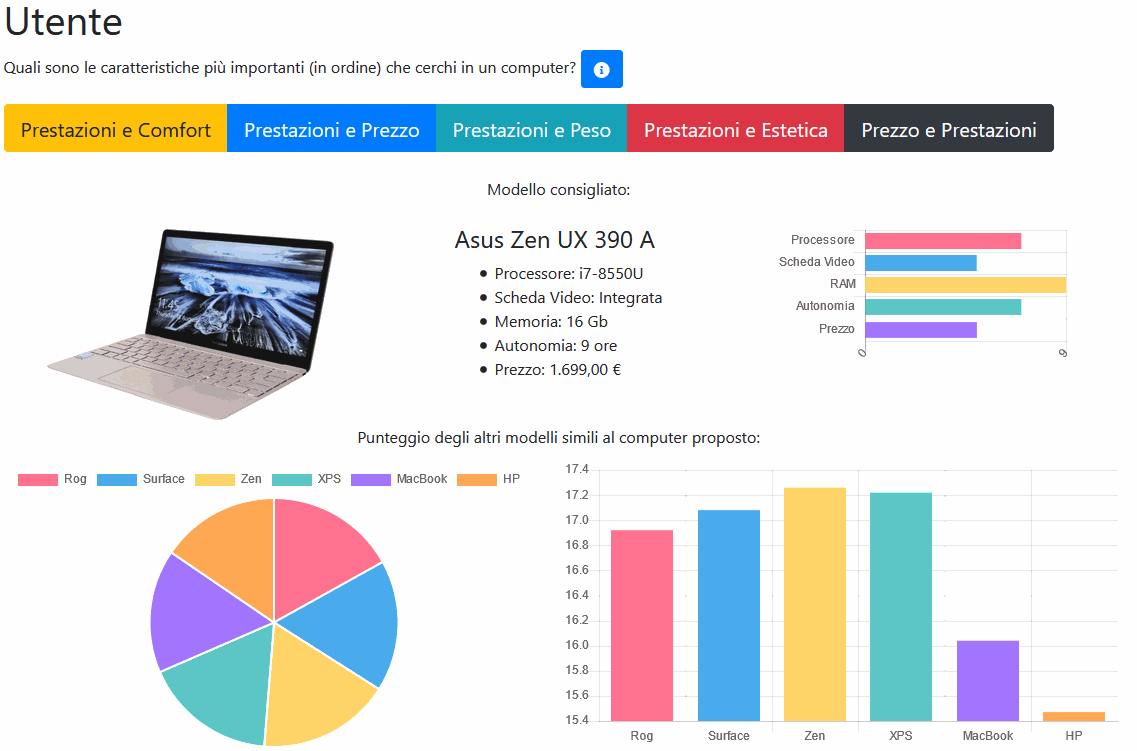 Utente
Quali sono le caratteristiche più importanti (in ordine) che cerchi in un computer?
Prestazioni e Comfort Prestazioni e Prezzo Prestazioni e Peso Prestazioni e Estetica Prezzo e Prestazioni
Modello consigliato:
11:45
Asus Zen UX 390 A
Processore: i7-8550U
Scheda Video: Integrata
Memoria: 16 Gb
Autonomia: 9 ore
Prezzo: 1.699,00 €
Processore
Scheda Video
RAM
Autonomia
Prezzo
0 9
Punteggio degli altri modelli simili al computer proposto:
Rog Surface Zen XPS MacBook HP
17.4
17.2
17.0
16.8
16.6
16.4
16.2
16.0
15.8
15.6
15.4
Rog Surface Zen XPS MacBook HP